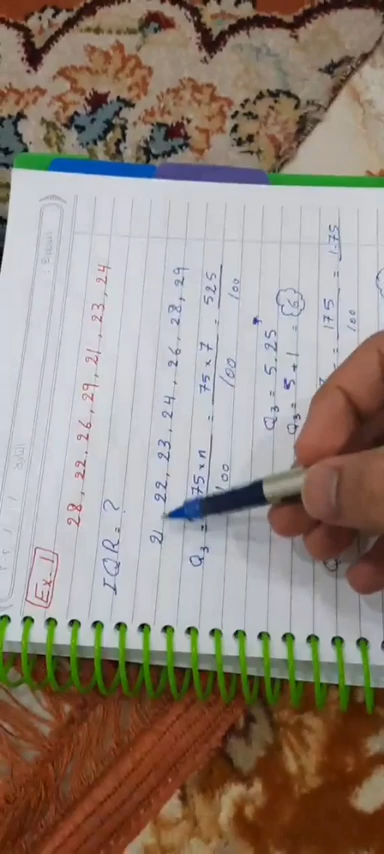 Ex. 1
28, 22, 26, 29, 21, 23, 24
IQR = ?
21 22, 23, 24, 26, 28, 29
Q3 = 75 x n = 75 x 7 = 525
100 100 100
Q3 = 5.25
Q3 = 5 + 1 = 6
= 175 = 1.75
100